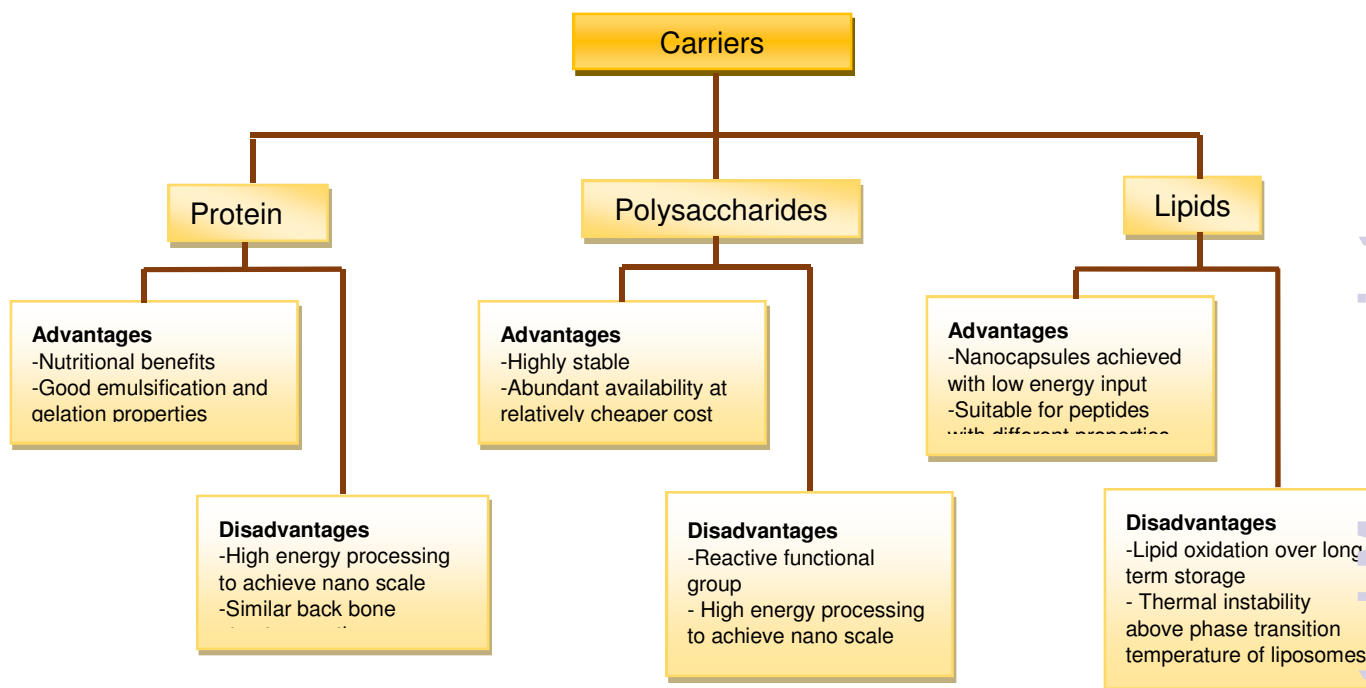 Carriers
Protein
Polysaccharides
Lipids
Advantages
-Nutritional benefits
-Good emulsification and
gelation properties
Advantages
-Highly stable
-Abundant availability at
relatively cheaper cost
Advantages
-Nanocapsules achieved
with low energy input
-Suitable for peptides
with different properties
Disadvantages
-High energy processing
to achieve nano scale
-Similar back bone
Disadvantages
-Reactive functional
group
- High energy processing
to achieve nano scale
Disadvantages
-Lipid oxidation over long
term storage
- Thermal instability
above phase transition
temperature of liposomes